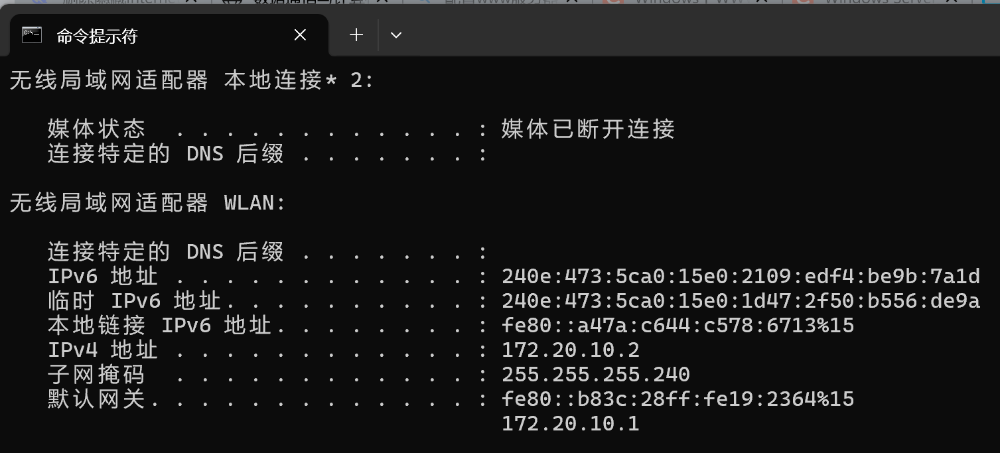 命令提示符
无线局域网适配器 本地连接* 2:
媒体状态  . . . . . . . . . . . . : 媒体已断开连接
连接特定的 DNS 后缀 . . . . . . . :
无线局域网适配器 WLAN:
连接特定的 DNS 后缀 . . . . . . . :
IPv6 地址 . . . . . . . . . . . . : 240e:473:5ca0:15e0:2109:edf4:be9b:7a1d
临时 IPv6 地址. . . . . . . . . . : 240e:473:5ca0:15e0:1d47:2f50:b556:de9a
本地链接 IPv6 地址. . . . . . . . : fe80::a47a:c644:c578:6713%15
IPv4 地址 . . . . . . . . . . . . : 172.20.10.2
子网掩码  . . . . . . . . . . . . : 255.255.255.240
默认网关. . . . . . . . . . . . . : fe80::b83c:28ff:fe19:2364%15
172.20.10.1